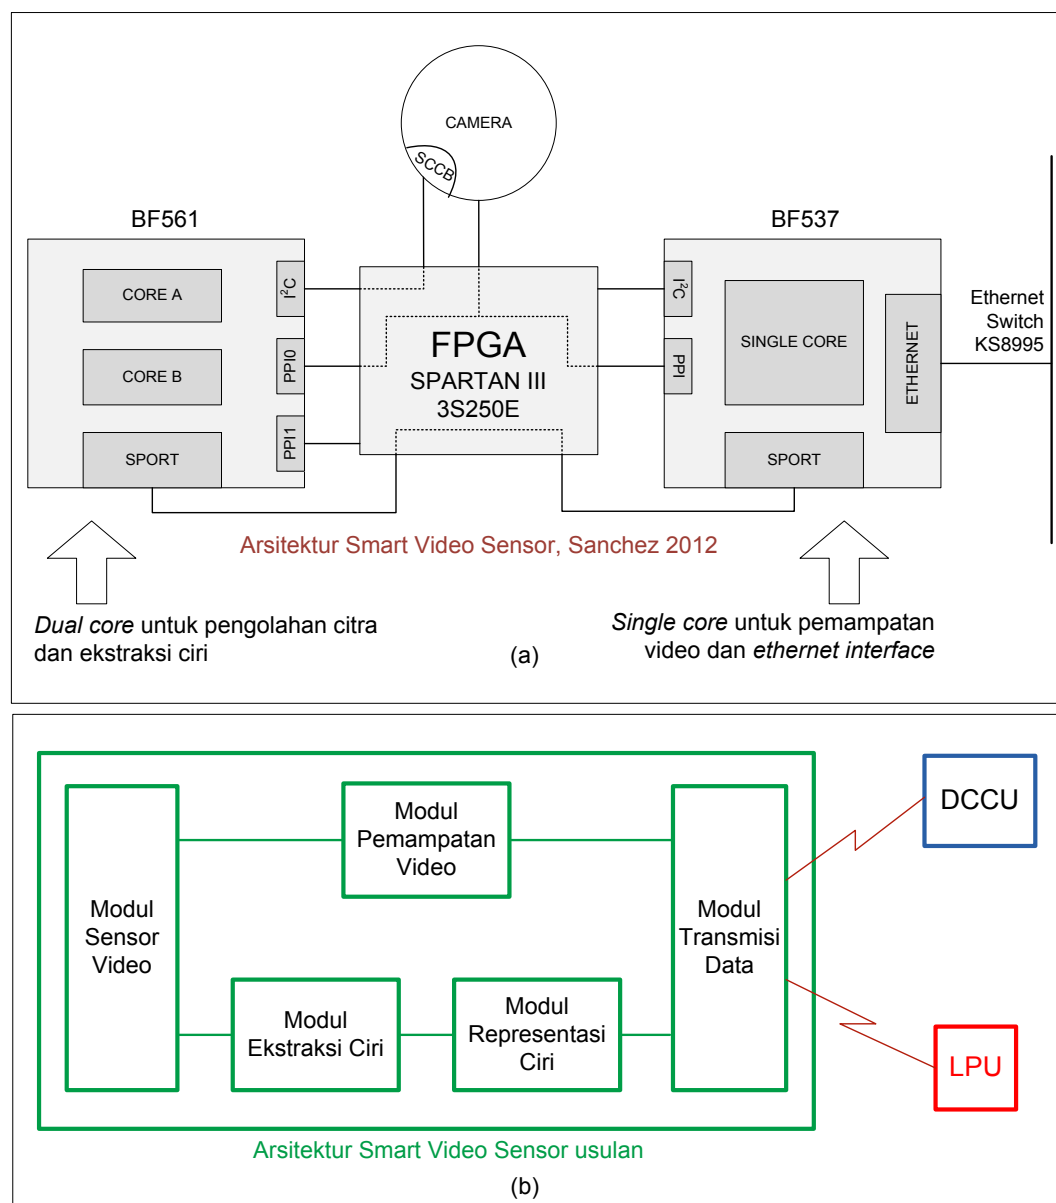 CAMERA
SCCB
BF561
BF537
CORE A
CORE B
SPORT
I²C
PPI0
PPI1
FPGA
SPARTAN III
3S250E
I²C
PPI
SINGLE CORE
SPORT
ETHERNET
Ethernet
Switch
KS8995
Arsitektur Smart Video Sensor, Sanchez 2012
Dual core untuk pengolahan citra
dan ekstraksi ciri
Single core untuk pemampatan
video dan ethernet interface
(a)
Modul
Sensor
Video
Modul
Pemampatan
Video
Modul
Ekstraksi Ciri
Modul
Representasi
Ciri
Modul
Transmisi
Data
DCCU
LPU
Arsitektur Smart Video Sensor usulan
(b)